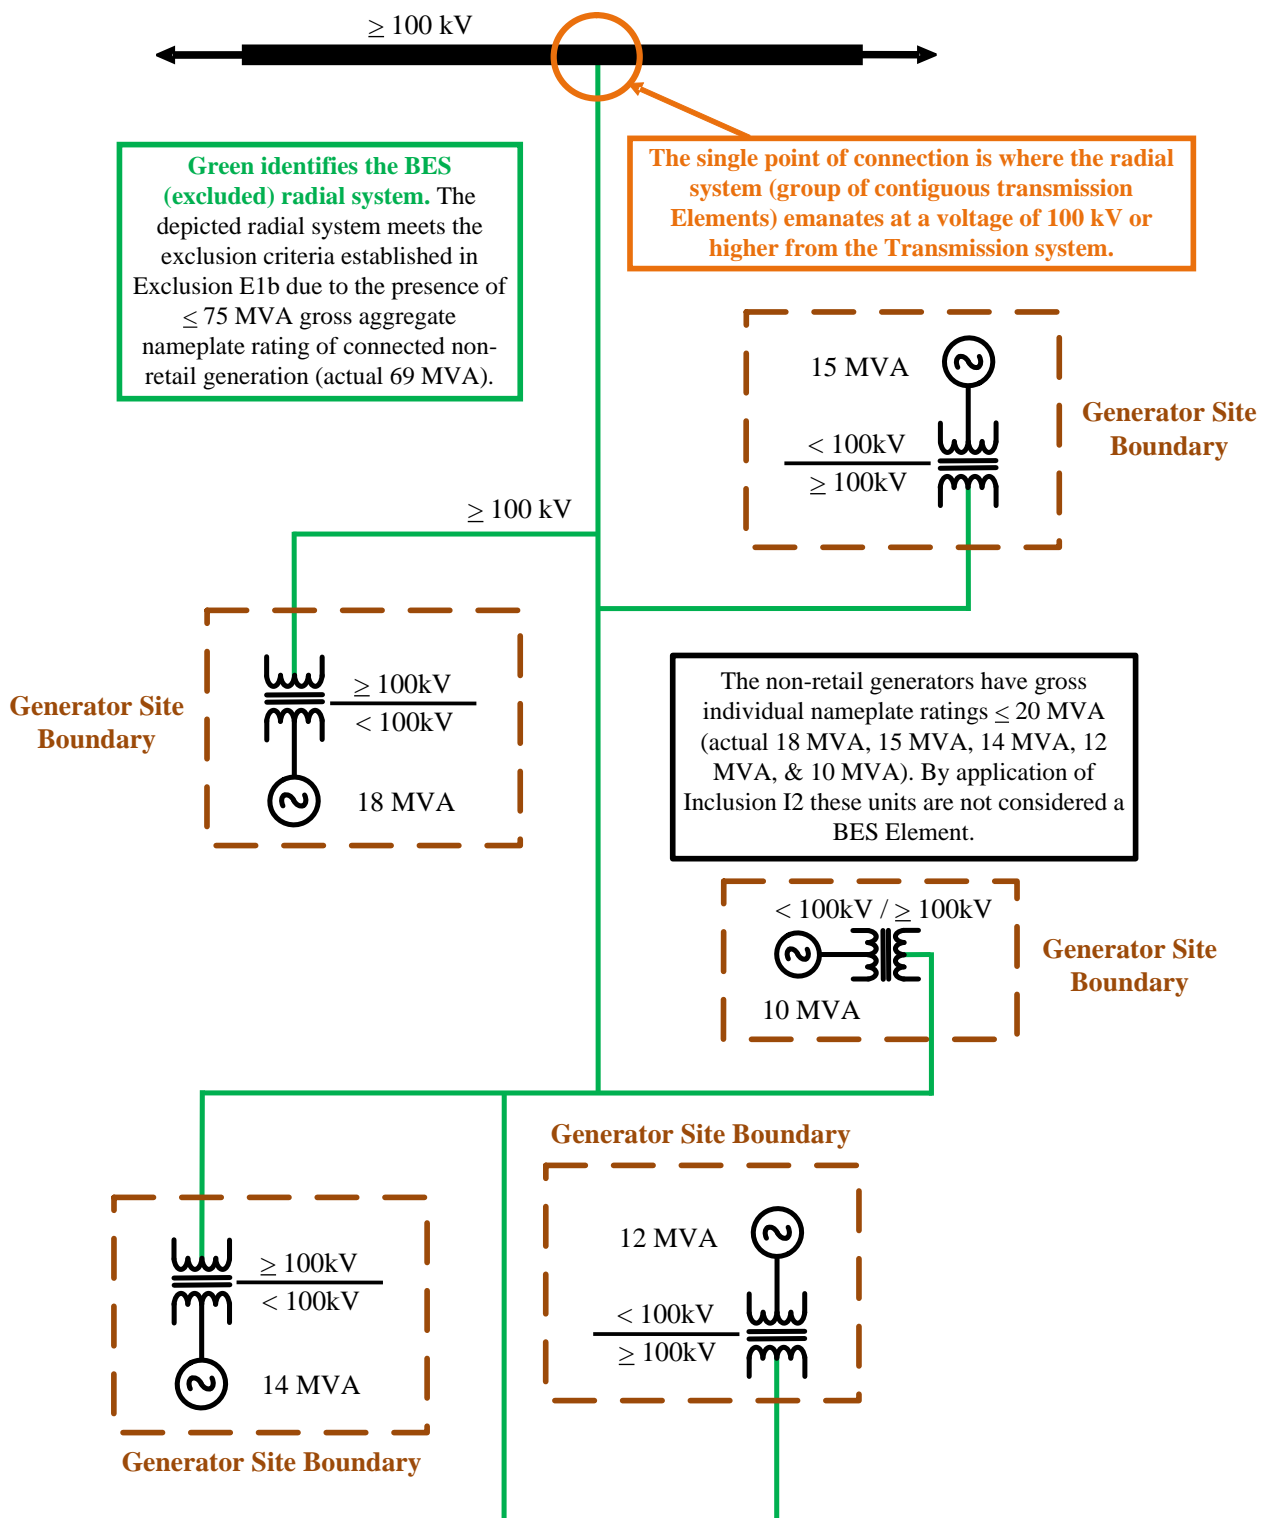 ≥ 100 kV
Green identifies the BES
(excluded) radial system. The
depicted radial system meets the
exclusion criteria established in
Exclusion E1b due to the presence of
≤ 75 MVA gross aggregate
nameplate rating of connected non-
retail generation (actual 69 MVA).
The single point of connection is where the radial
system (group of contiguous transmission
Elements) emanates at a voltage of 100 kV or
higher from the Transmission system.
15 MVA
< 100kV
≥ 100kV
Generator Site
Boundary
≥ 100 kV
Generator Site
Boundary
≥ 100kV
< 100kV
18 MVA
The non-retail generators have gross
individual nameplate ratings ≤ 20 MVA
(actual 18 MVA, 15 MVA, 14 MVA, 12
MVA, & 10 MVA). By application of
Inclusion I2 these units are not considered a
BES Element.
< 100kV / ≥ 100kV
10 MVA
Generator Site
Boundary
Generator Site Boundary
12 MVA
< 100kV
≥ 100kV
≥ 100kV
< 100kV
14 MVA
Generator Site Boundary